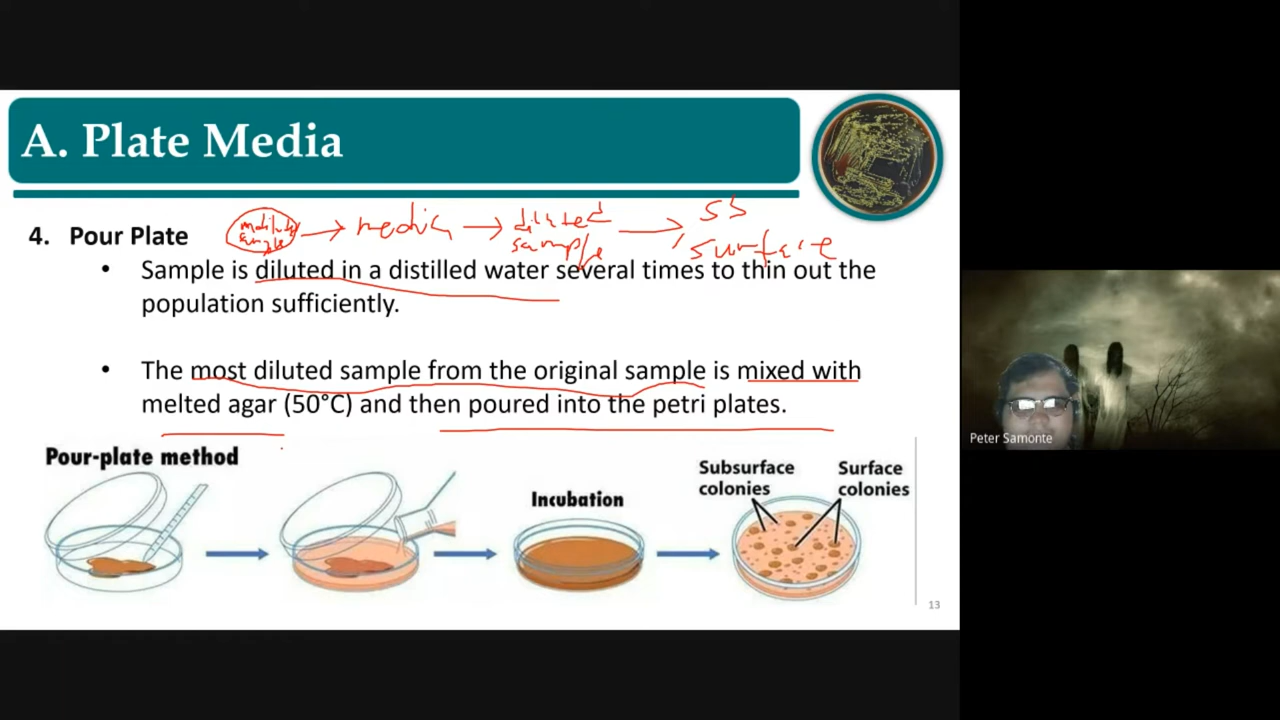 A. Plate Media
media → diluted → SS
sample surface
4. Pour Plate
• Sample is diluted in a distilled water several times to thin out the
population sufficiently.
• The most diluted sample from the original sample is mixed with
melted agar (50°C) and then poured into the petri plates.
Pour-plate method
Incubation
Subsurface
colonies
Surface
colonies
13
Peter Samonte